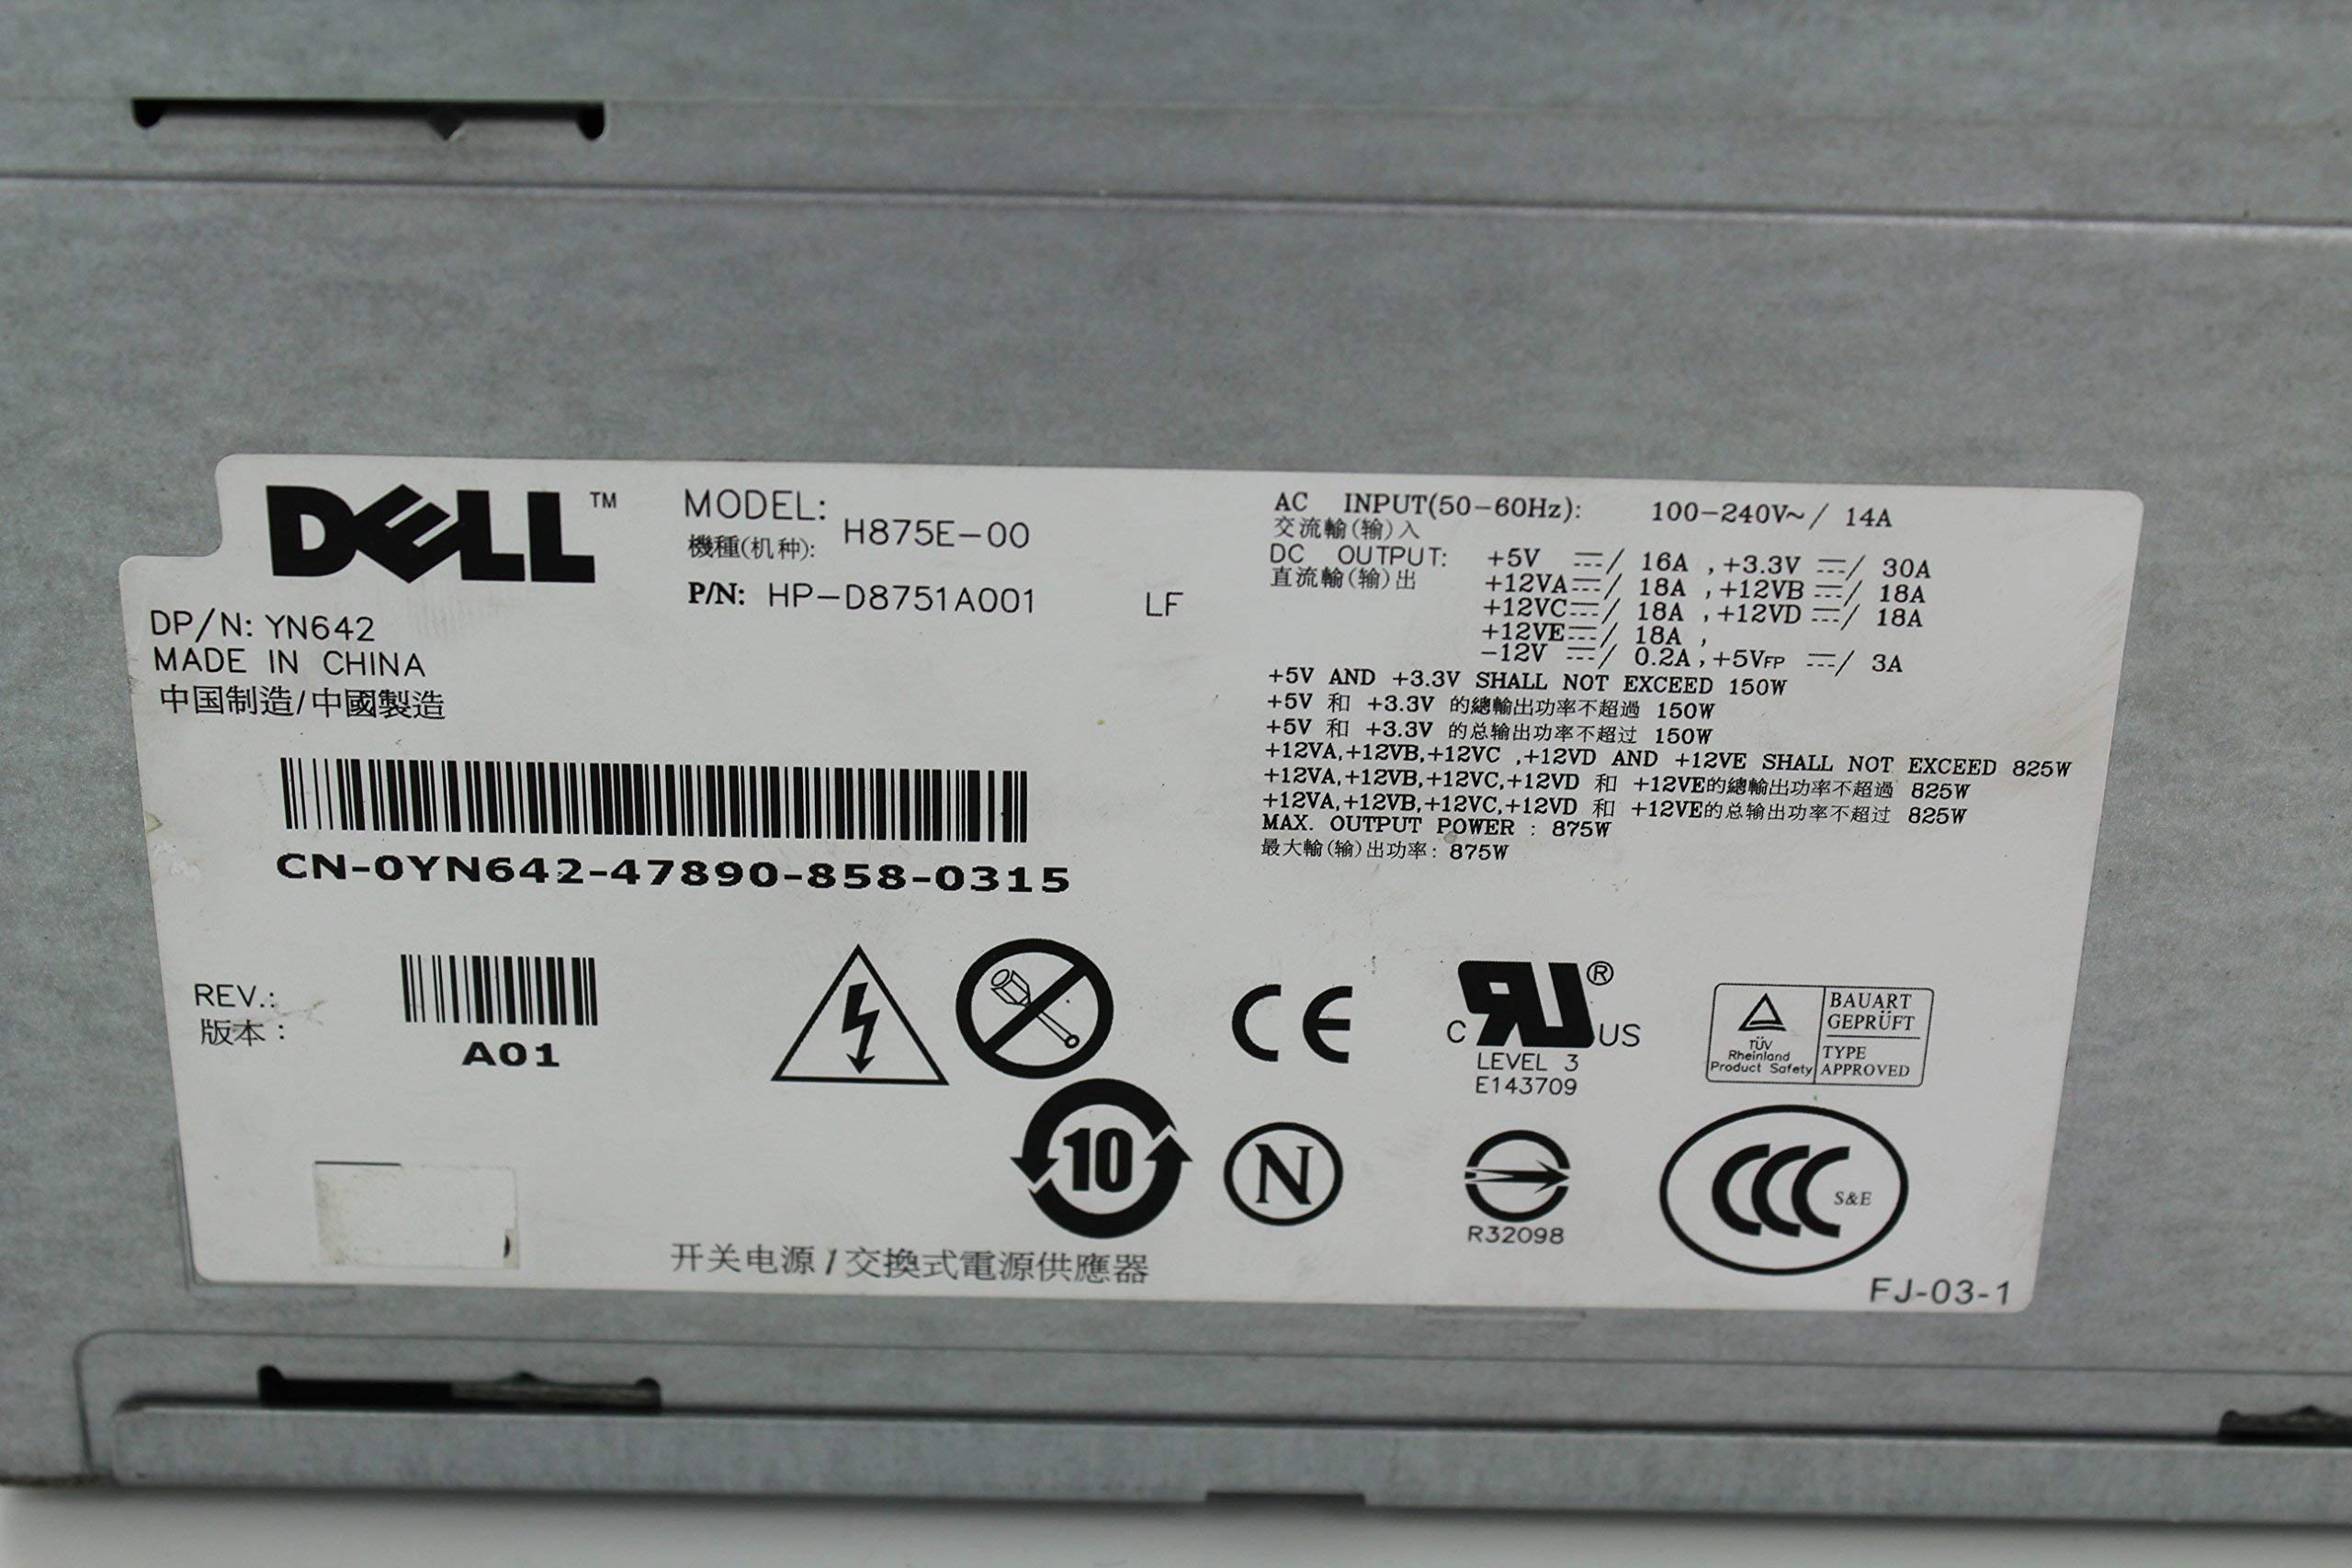 DELL™
MODEL: H875E-00
機種(机种):
P/N: HP-D8751A001 LF
DP/N: YN642
MADE IN CHINA
中国制造/中國製造
CN-0YN642-47890-858-0315
REV.: A01
版本:
AC INPUT(50-60Hz): 100-240V~/ 14A
交流輸(输)入
DC OUTPUT: +5V ⎓/ 16A ,+3.3V ⎓/ 30A
直流輸(输)出
+12VA⎓/ 18A ,+12VB ⎓/ 18A
+12VC⎓/ 18A ,+12VD ⎓/ 18A
+12VE⎓/ 18A ,
-12V ⎓/ 0.2A,+5VFP ⎓/ 3A
+5V AND +3.3V SHALL NOT EXCEED 150W
+5V 和 +3.3V 的總輸出功率不超過 150W
+5V 和 +3.3V 的总输出功率不超过 150W
+12VA,+12VB,+12VC ,+12VD AND +12VE SHALL NOT EXCEED 825W
+12VA,+12VB,+12VC,+12VD 和 +12VE的總輸出功率不超過 825W
+12VA,+12VB,+12VC,+12VD 和 +12VE的总输出功率不超过 825W
MAX. OUTPUT POWER : 875W
最大輸(输)出功率: 875W
CE
C RU US ®
LEVEL 3
E143709
TÜV
Rheinland
Product Safety
BAUART
GEPRÜFT
TYPE
APPROVED
10
N
R32098
CCC S&E
开关电源 / 交換式電源供應器
FJ-03-1